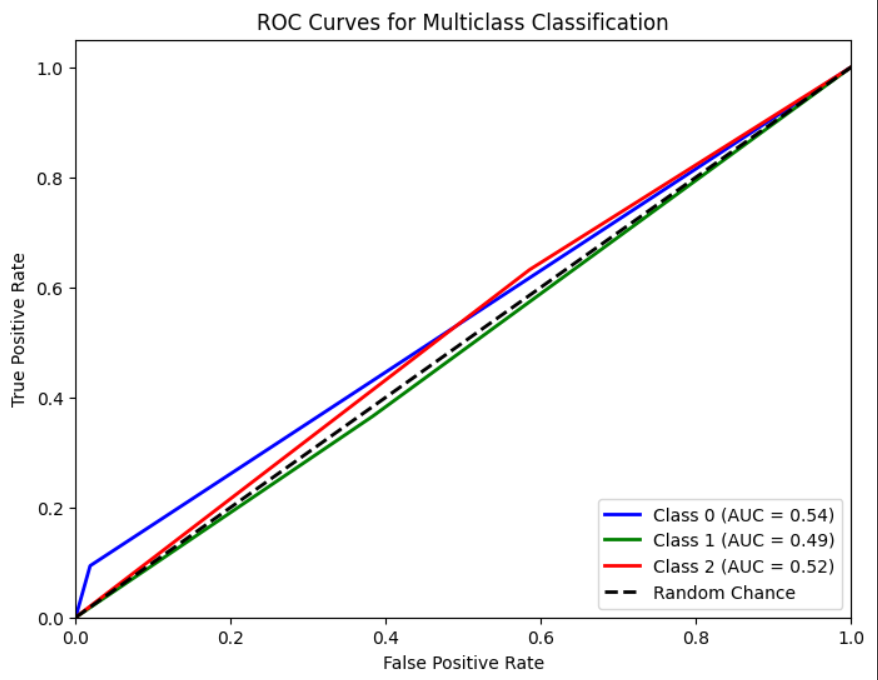 ROC Curves for Multiclass Classification
1.0
0.8
0.6
0.4
0.2
0.0
True Positive Rate
Class 0 (AUC = 0.54)
Class 1 (AUC = 0.49)
Class 2 (AUC = 0.52)
Random Chance
0.0 0.2 0.4 0.6 0.8 1.0
False Positive Rate